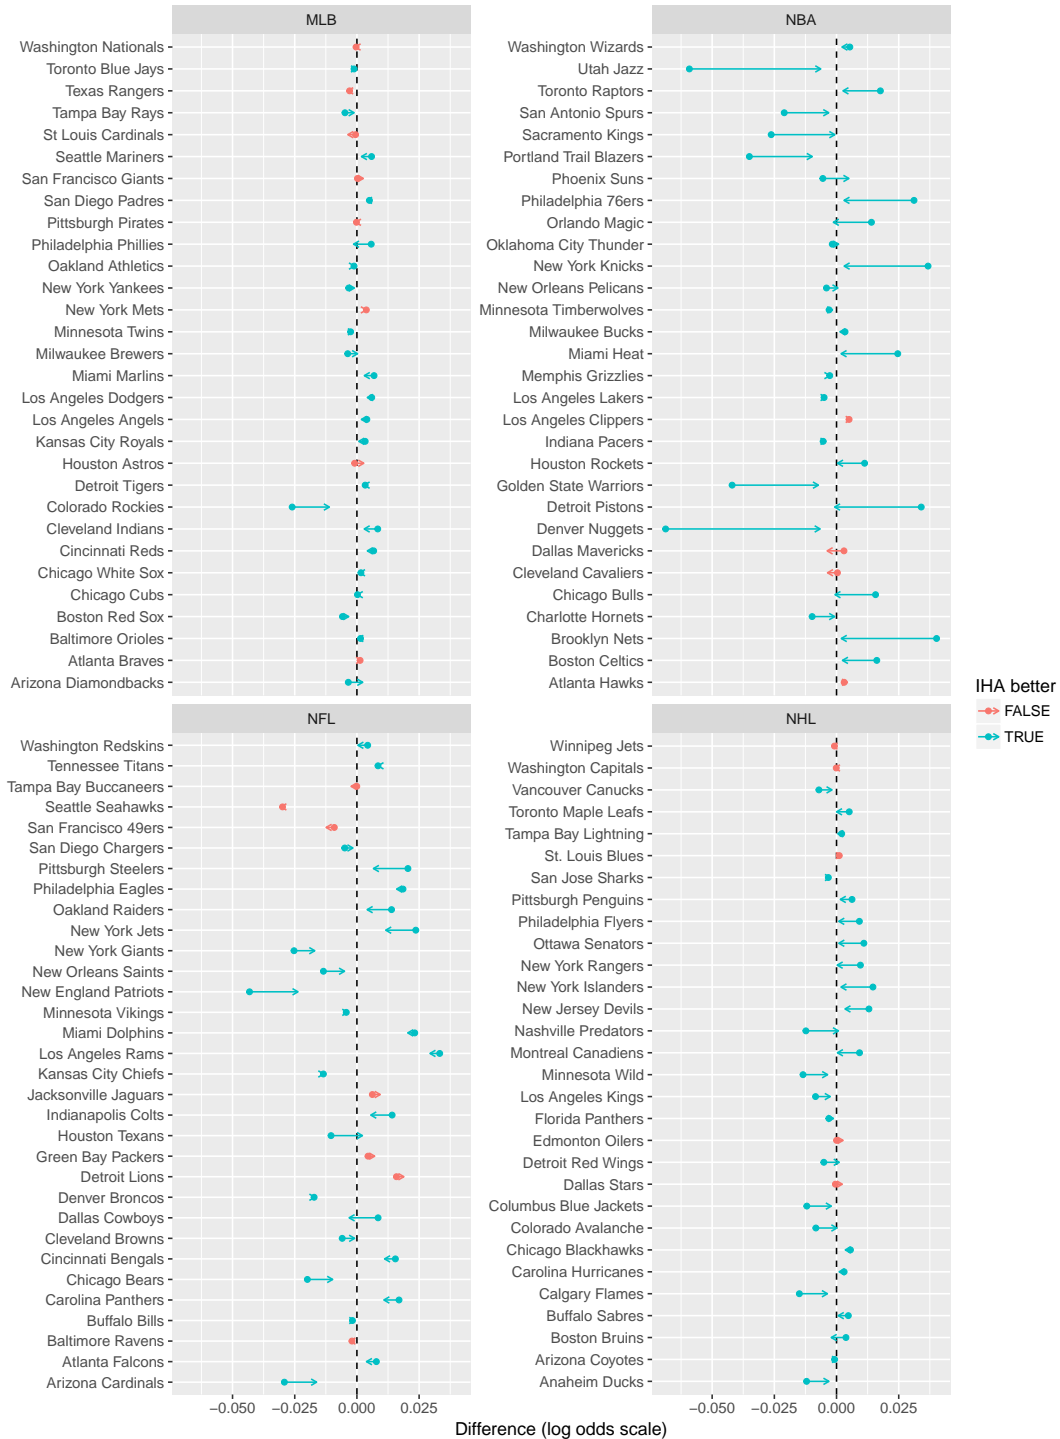 MLB
Washington Nationals
Toronto Blue Jays
Texas Rangers
Tampa Bay Rays
St Louis Cardinals
Seattle Mariners
San Francisco Giants
San Diego Padres
Pittsburgh Pirates
Philadelphia Phillies
Oakland Athletics
New York Yankees
New York Mets
Minnesota Twins
Milwaukee Brewers
Miami Marlins
Los Angeles Dodgers
Los Angeles Angels
Kansas City Royals
Houston Astros
Detroit Tigers
Colorado Rockies
Cleveland Indians
Cincinnati Reds
Chicago White Sox
Chicago Cubs
Boston Red Sox
Baltimore Orioles
Atlanta Braves
Arizona Diamondbacks
NBA
Washington Wizards
Utah Jazz
Toronto Raptors
San Antonio Spurs
Sacramento Kings
Portland Trail Blazers
Phoenix Suns
Philadelphia 76ers
Orlando Magic
Oklahoma City Thunder
New York Knicks
New Orleans Pelicans
Minnesota Timberwolves
Milwaukee Bucks
Miami Heat
Memphis Grizzlies
Los Angeles Lakers
Los Angeles Clippers
Indiana Pacers
Houston Rockets
Golden State Warriors
Detroit Pistons
Denver Nuggets
Dallas Mavericks
Cleveland Cavaliers
Chicago Bulls
Charlotte Hornets
Brooklyn Nets
Boston Celtics
Atlanta Hawks
NFL
Washington Redskins
Tennessee Titans
Tampa Bay Buccaneers
Seattle Seahawks
San Francisco 49ers
San Diego Chargers
Pittsburgh Steelers
Philadelphia Eagles
Oakland Raiders
New York Jets
New York Giants
New Orleans Saints
New England Patriots
Minnesota Vikings
Miami Dolphins
Los Angeles Rams
Kansas City Chiefs
Jacksonville Jaguars
Indianapolis Colts
Houston Texans
Green Bay Packers
Detroit Lions
Denver Broncos
Dallas Cowboys
Cleveland Browns
Cincinnati Bengals
Chicago Bears
Carolina Panthers
Buffalo Bills
Baltimore Ravens
Atlanta Falcons
Arizona Cardinals
−0.050 −0.025 0.000 0.025
NHL
Winnipeg Jets
Washington Capitals
Vancouver Canucks
Toronto Maple Leafs
Tampa Bay Lightning
St. Louis Blues
San Jose Sharks
Pittsburgh Penguins
Philadelphia Flyers
Ottawa Senators
New York Rangers
New York Islanders
New Jersey Devils
Nashville Predators
Montreal Canadiens
Minnesota Wild
Los Angeles Kings
Florida Panthers
Edmonton Oilers
Detroit Red Wings
Dallas Stars
Columbus Blue Jackets
Colorado Avalanche
Chicago Blackhawks
Carolina Hurricanes
Calgary Flames
Buffalo Sabres
Boston Bruins
Arizona Coyotes
Anaheim Ducks
−0.050 −0.025 0.000 0.025
Difference (log odds scale)
IHA better
FALSE
TRUE